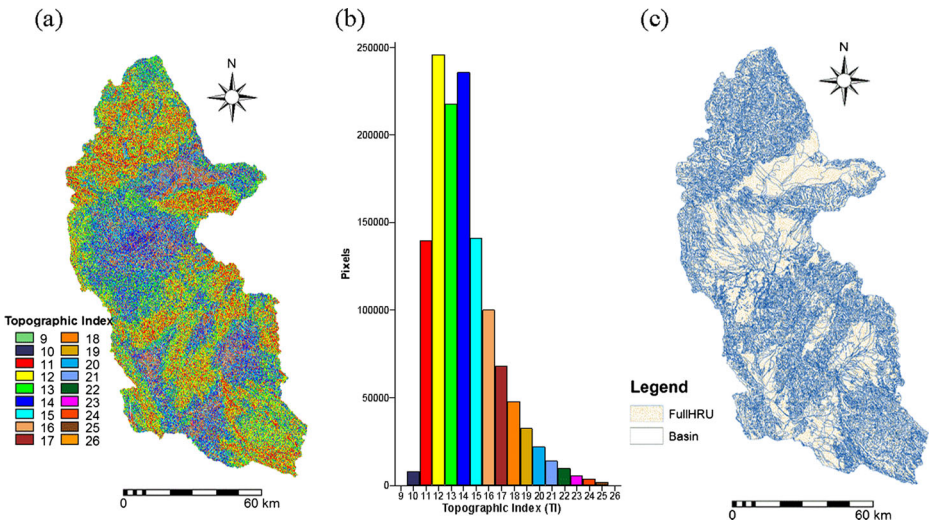 (a)
(b)
(c)
N
N
Topographic Index
9 18
10 19
11 20
12 21
13 22
14 23
15 24
16 25
17 26
0 60 km
250000
200000
150000
100000
50000
0
Pixels
9 10 11 12 13 14 15 16 17 18 19 20 21 22 23 24 25 26
Topographic Index (TI)
Legend
FullHRU
Basin
0 60 km